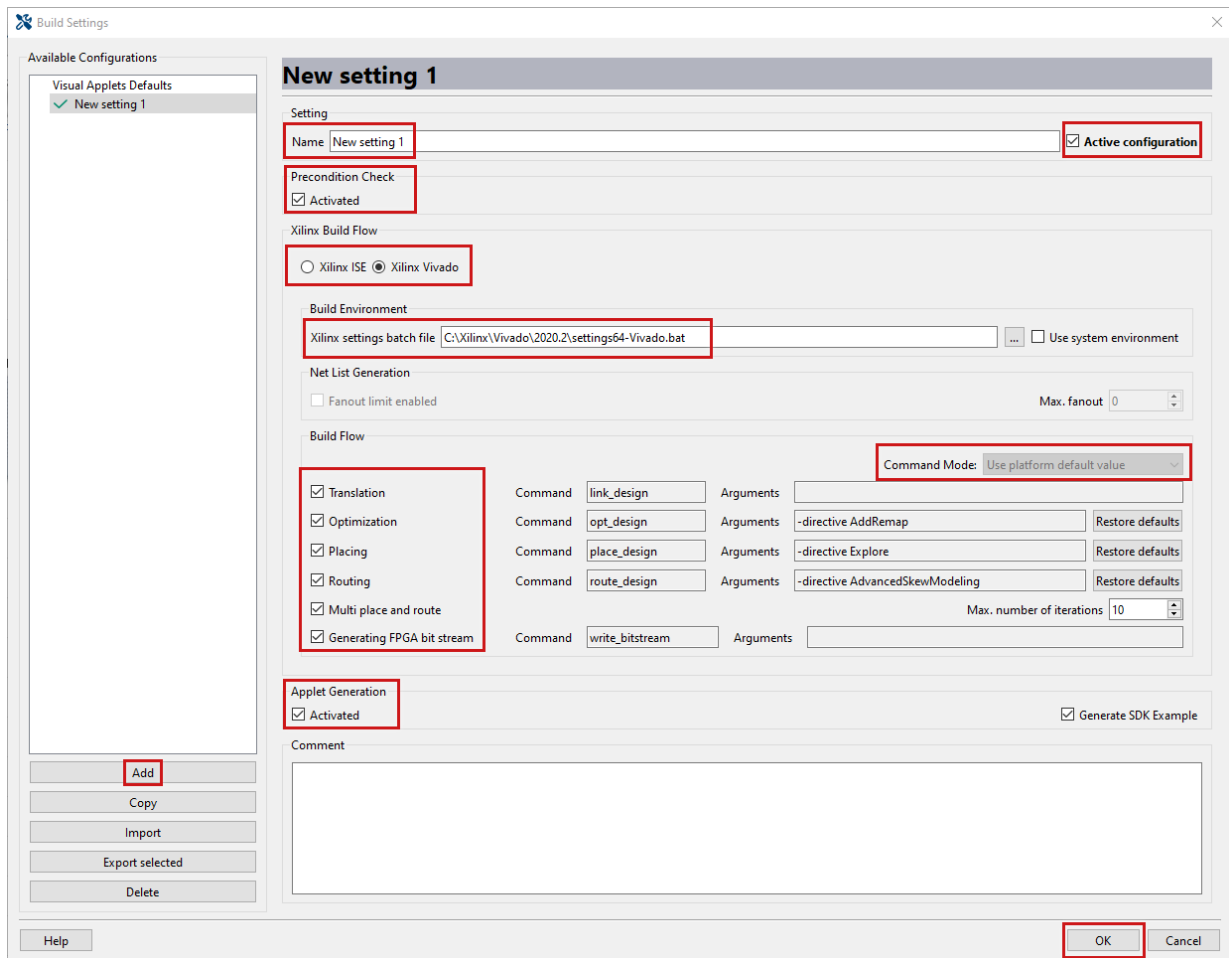 Build Settings
Available Configurations
Visual Applets Defaults
New setting 1
Add
Copy
Import
Export selected
Delete
New setting 1
Setting
Name New setting 1 Active configuration
Precondition Check
Activated
Xilinx Build Flow
Xilinx ISE Xilinx Vivado
Build Environment
Xilinx settings batch file C:\Xilinx\Vivado\2020.2\settings64-Vivado.bat ... Use system environment
Net List Generation
Fanout limit enabled Max. fanout 0
Build Flow
Command Mode: Use platform default value
Translation Command link_design Arguments
Optimization Command opt_design Arguments -directive AddRemap Restore defaults
Placing Command place_design Arguments -directive Explore Restore defaults
Routing Command route_design Arguments -directive AdvancedSkewModeling Restore defaults
Multi place and route Max. number of iterations 10
Generating FPGA bit stream Command write_bitstream Arguments
Applet Generation
Activated Generate SDK Example
Comment
Help OK Cancel